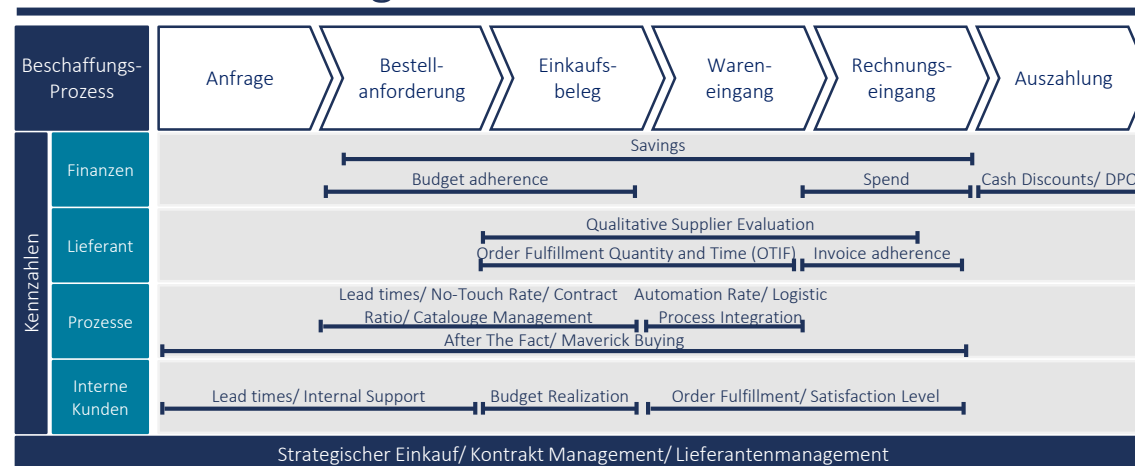 Beschaffungs-
Prozess
Anfrage
Bestell-
anforderung
Einkaufs-
beleg
Waren-
eingang
Rechnungs-
eingang
Auszahlung
Kennzahlen
Finanzen
Savings
Budget adherence
Spend
Cash Discounts/ DPO
Lieferant
Qualitative Supplier Evaluation
Order Fulfillment Quantity and Time (OTIF)
Invoice adherence
Prozesse
Lead times/ No-Touch Rate/ Contract
Ratio/ Catalouge Management
Automation Rate/ Logistic
Process Integration
After The Fact/ Maverick Buying
Interne
Kunden
Lead times/ Internal Support
Budget Realization
Order Fulfillment/ Satisfaction Level
Strategischer Einkauf/ Kontrakt Management/ Lieferantenmanagement